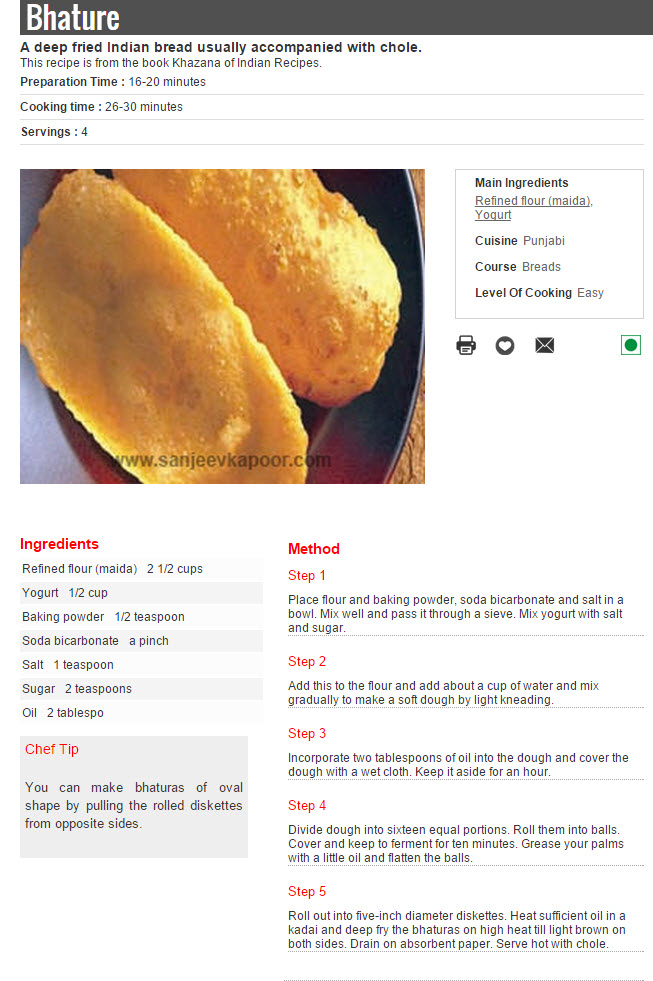 Bhature
A deep fried Indian bread usually accompanied with chole.
This recipe is from the book Khazana of Indian Recipes.
Preparation Time : 16-20 minutes
Cooking time : 26-30 minutes
Servings : 4
www.sanjeevkapoor.com
Main Ingredients
Refined flour (maida),
Yogurt
Cuisine Punjabi
Course Breads
Level Of Cooking Easy
Ingredients
Refined flour (maida) 2 1/2 cups
Yogurt 1/2 cup
Baking powder 1/2 teaspoon
Soda bicarbonate a pinch
Salt 1 teaspoon
Sugar 2 teaspoons
Oil 2 tablespo
Chef Tip
You can make bhaturas of oval
shape by pulling the rolled diskettes
from opposite sides.
Method
Step 1
Place flour and baking powder, soda bicarbonate and salt in a
bowl. Mix well and pass it through a sieve. Mix yogurt with salt
and sugar.
Step 2
Add this to the flour and add about a cup of water and mix
gradually to make a soft dough by light kneading.
Step 3
Incorporate two tablespoons of oil into the dough and cover the
dough with a wet cloth. Keep it aside for an hour.
Step 4
Divide dough into sixteen equal portions. Roll them into balls.
Cover and keep to ferment for ten minutes. Grease your palms
with a little oil and flatten the balls.
Step 5
Roll out into five-inch diameter diskettes. Heat sufficient oil in a
kadai and deep fry the bhaturas on high heat till light brown on
both sides. Drain on absorbent paper. Serve hot with chole.